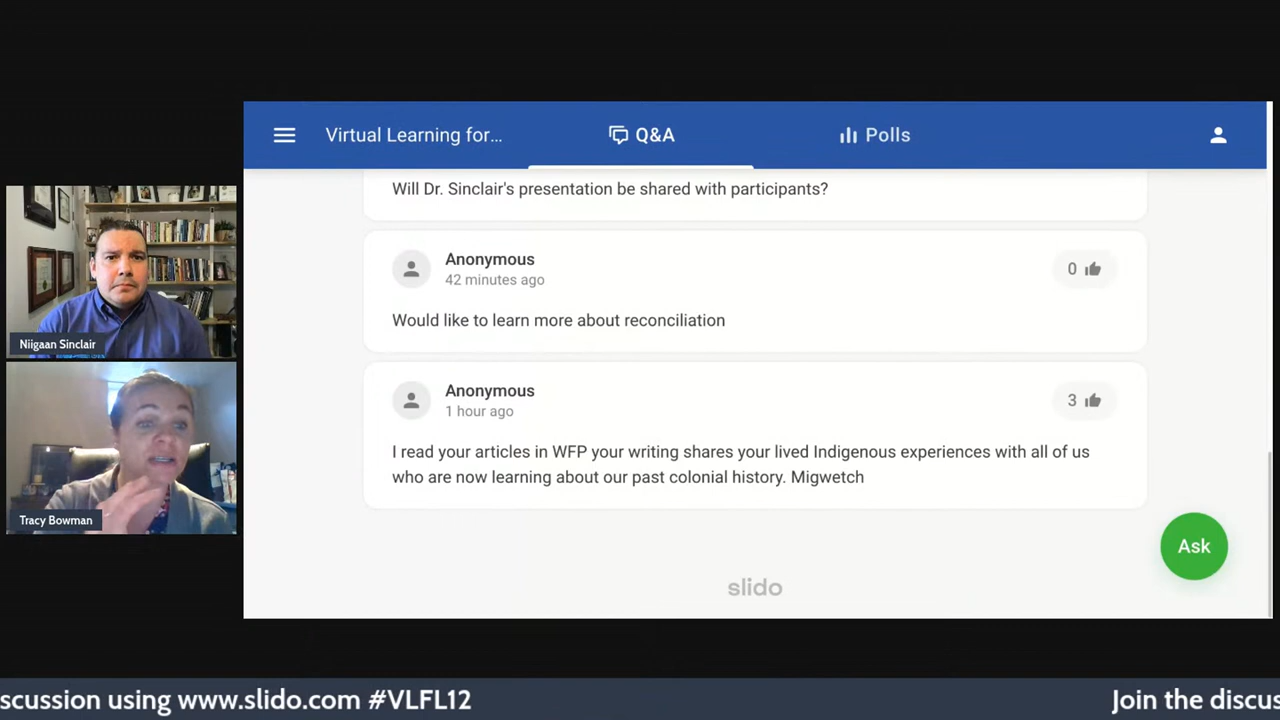 Virtual Learning for...
Q&A
Polls
Will Dr. Sinclair's presentation be shared with participants?
Anonymous
42 minutes ago
0
Would like to learn more about reconciliation
Anonymous
1 hour ago
3
I read your articles in WFP your writing shares your lived Indigenous experiences with all of us
who are now learning about our past colonial history. Migwetch
Ask
slido
Niigaan Sinclair
Tracy Bowman
scussion using www.slido.com #VLFL12
Join the discus